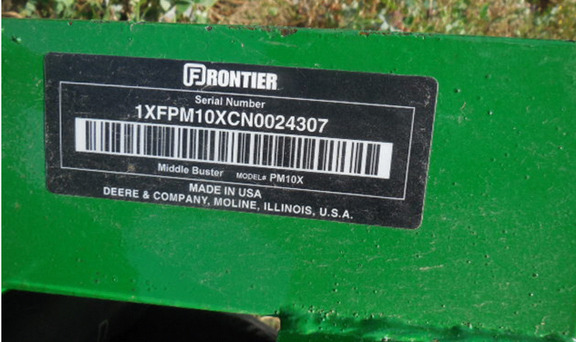 FRONTIER
Serial Number
1XFPM10XCN0024307
Middle Buster MODEL# PM10X
MADE IN USA
DEERE & COMPANY, MOLINE, ILLINOIS, U.S.A.